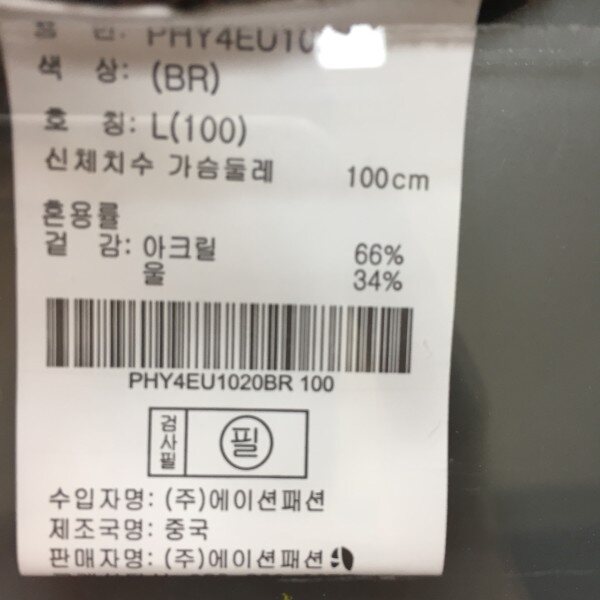 품 번: PHY4EU10
색 상: (BR)
호 칭: L(100)
신체치수 가슴둘레 100cm
혼용률
겉 감: 아크릴 66%
울 34%
PHY4EU1020BR 100
검사필 필
수입자명: (주)에이션패션
제조국명: 중국
판매자명: (주)에이션패션